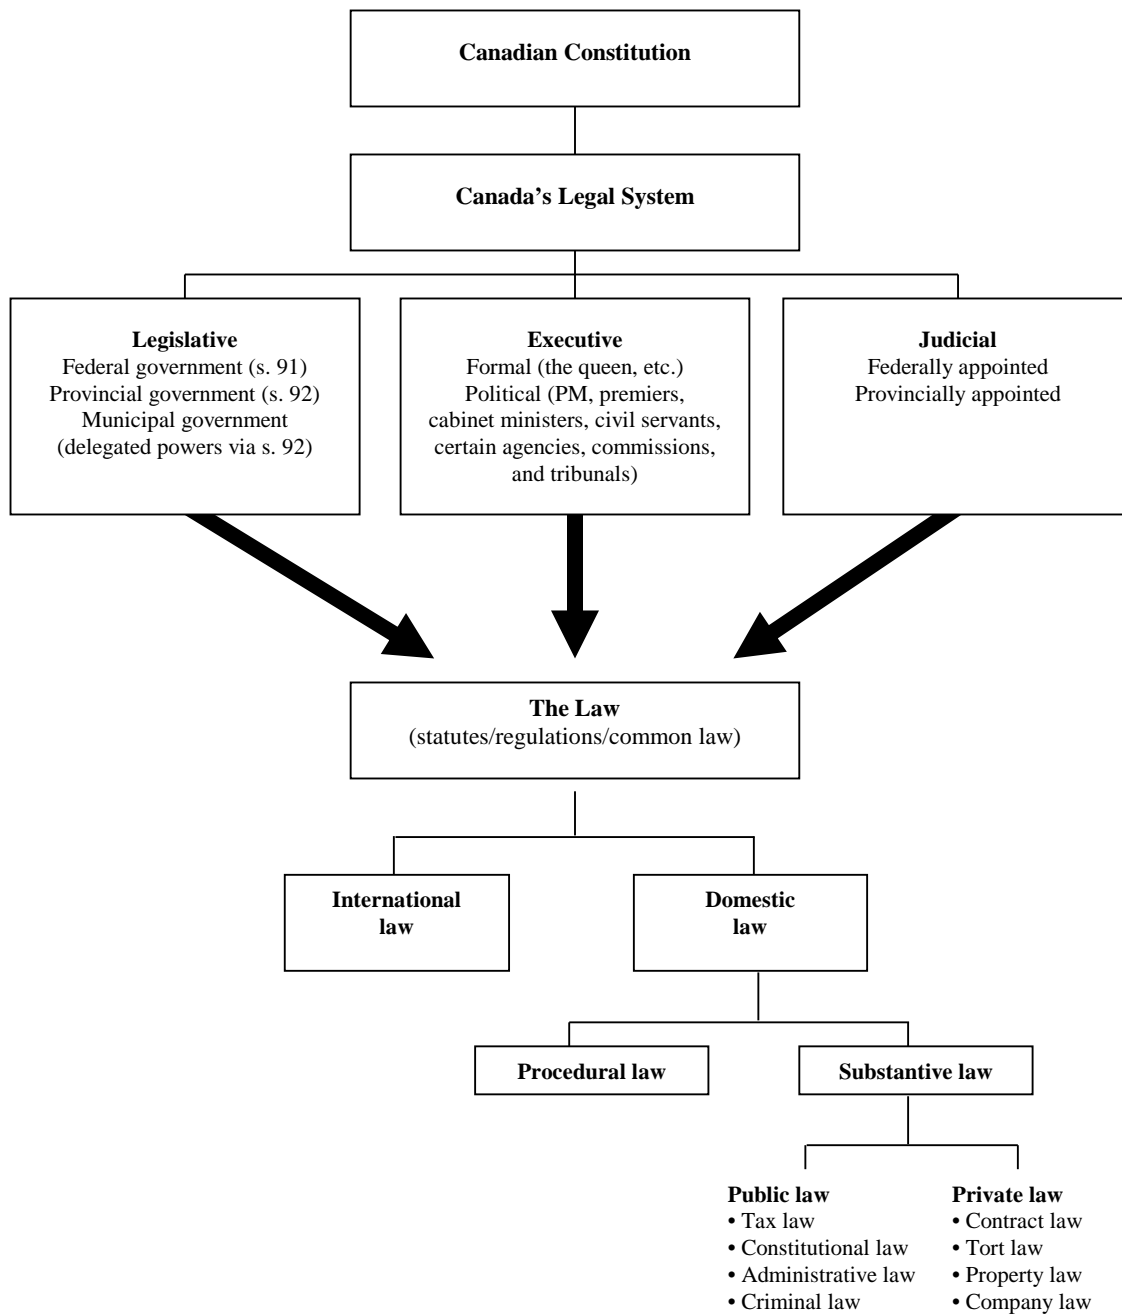 Canadian Constitution
Canada's Legal System
Legislative
Federal government (s. 91)
Provincial government (s. 92)
Municipal government
(delegated powers via s. 92)
Executive
Formal (the queen, etc.)
Political (PM, premiers,
cabinet ministers, civil servants,
certain agencies, commissions,
and tribunals)
Judicial
Federally appointed
Provincially appointed
The Law
(statutes/regulations/common law)
International
law
Domestic
law
Procedural law
Substantive law
Public law
• Tax law
• Constitutional law
• Administrative law
• Criminal law
Private law
• Contract law
• Tort law
• Property law
• Company law